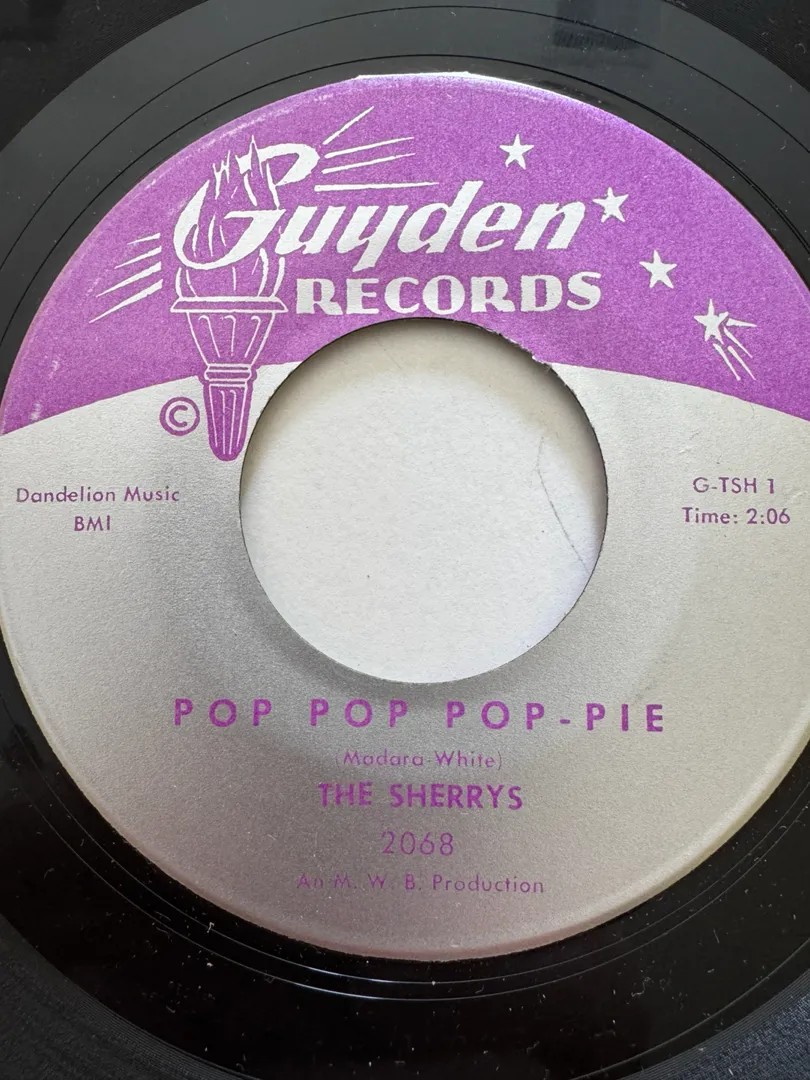 Guyden
RECORDS
©
Dandelion Music
BMI
G-TSH 1
Time: 2:06
POP POP POP-PIE
(Madara-White)
THE SHERRYS
2068
An M. W. B. Production